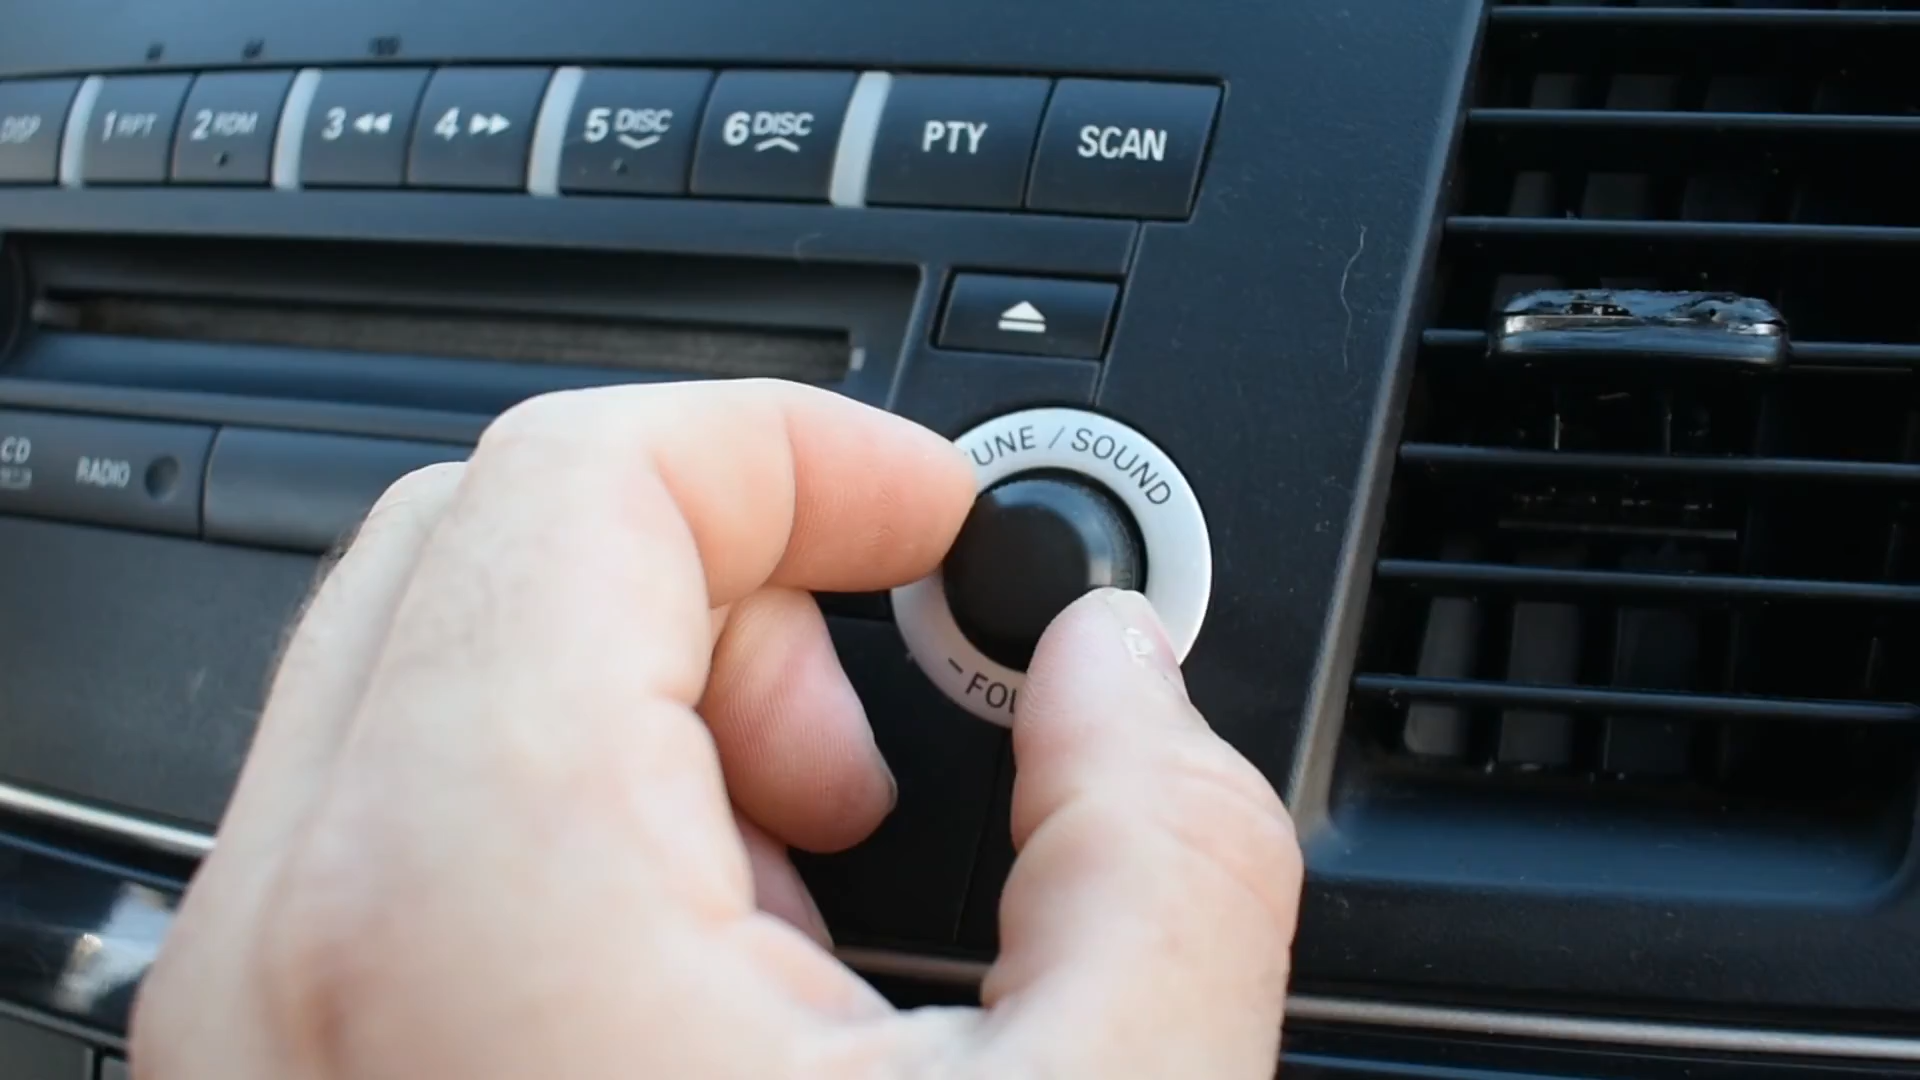 DISP 1 RPT 2 RDM 3 4 5 DISC 6 DISC PTY SCAN
CD RADIO
TUNE / SOUND